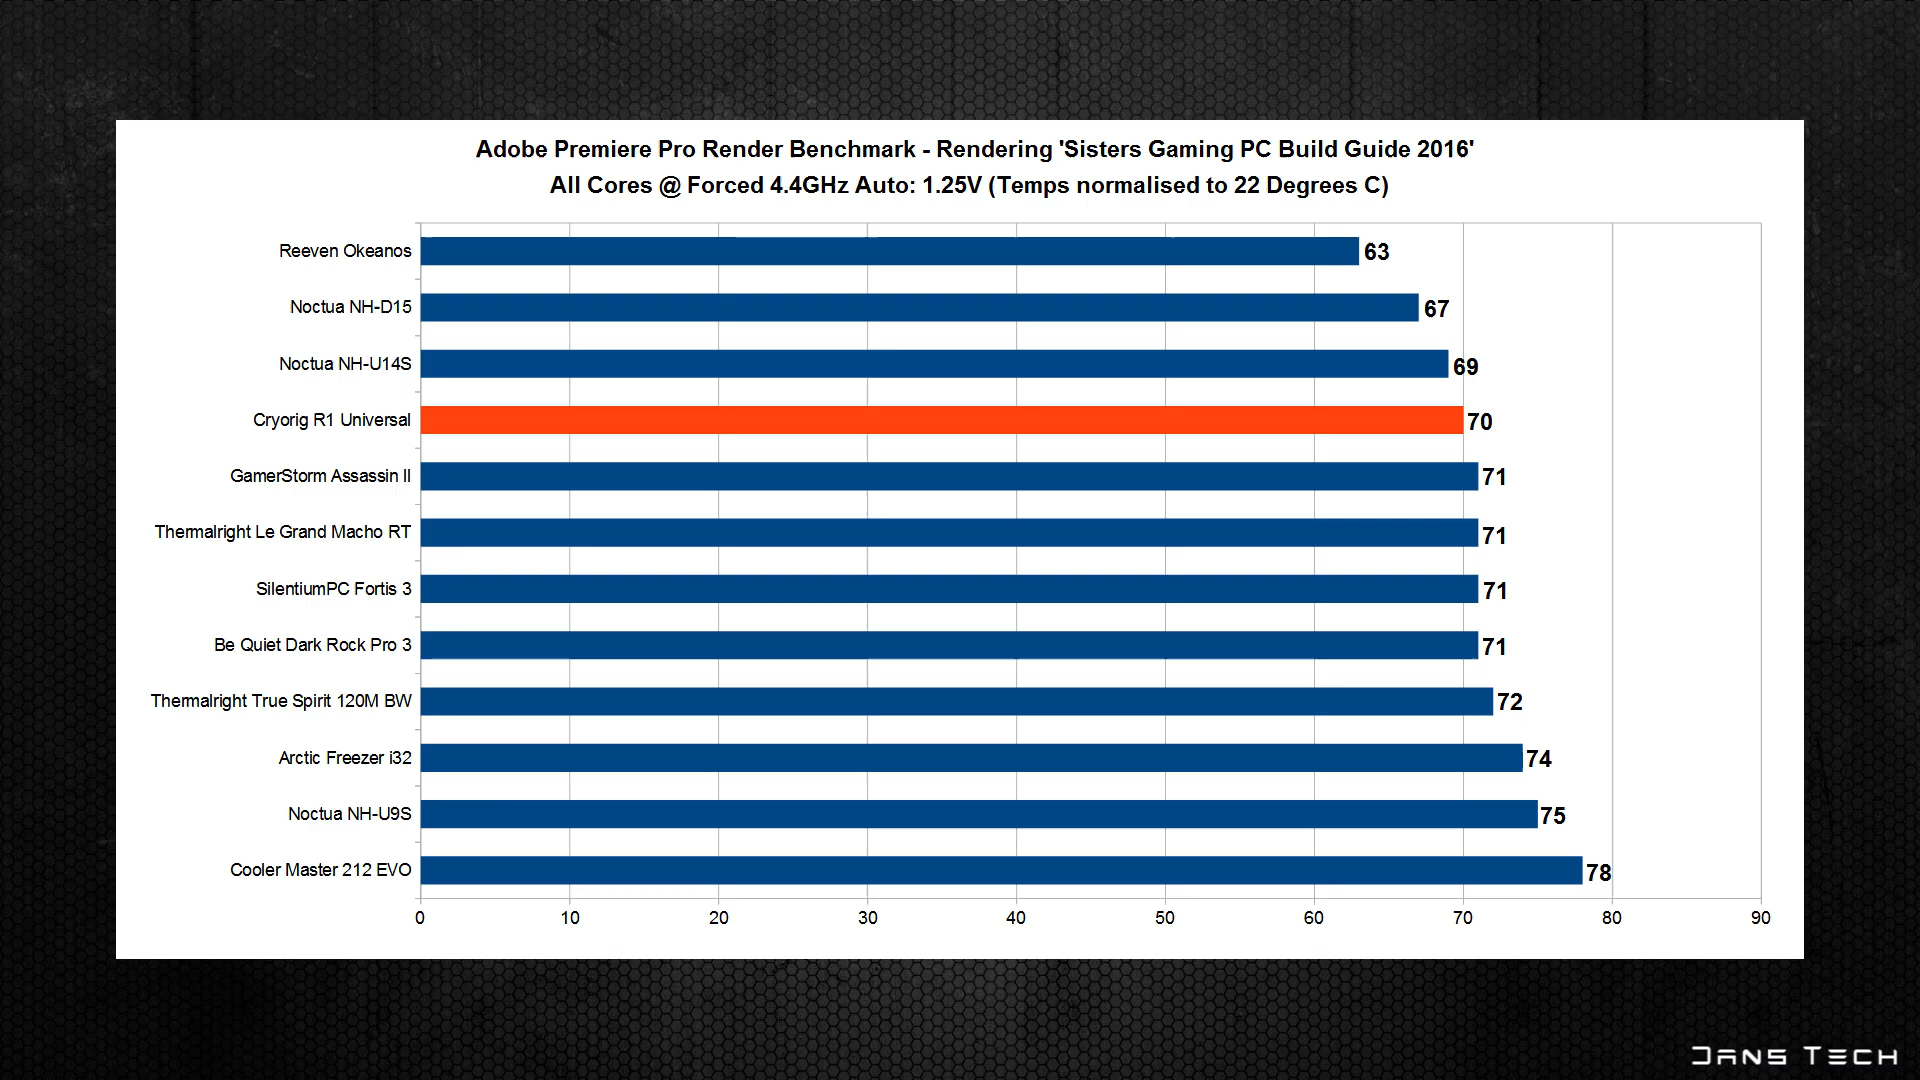 Adobe Premiere Pro Render Benchmark - Rendering 'Sisters Gaming PC Build Guide 2016'
All Cores @ Forced 4.4GHz Auto: 1.25V (Temps normalised to 22 Degrees C)
Reeven Okeanos 63
Noctua NH-D15 67
Noctua NH-U14S 69
Cryorig R1 Universal 70
GamerStorm Assassin II 71
Thermalright Le Grand Macho RT 71
SilentiumPC Fortis 3 71
Be Quiet Dark Rock Pro 3 71
Thermalright True Spirit 120M BW 72
Arctic Freezer i32 74
Noctua NH-U9S 75
Cooler Master 212 EVO 78
0 10 20 30 40 50 60 70 80 90
DANS TECH